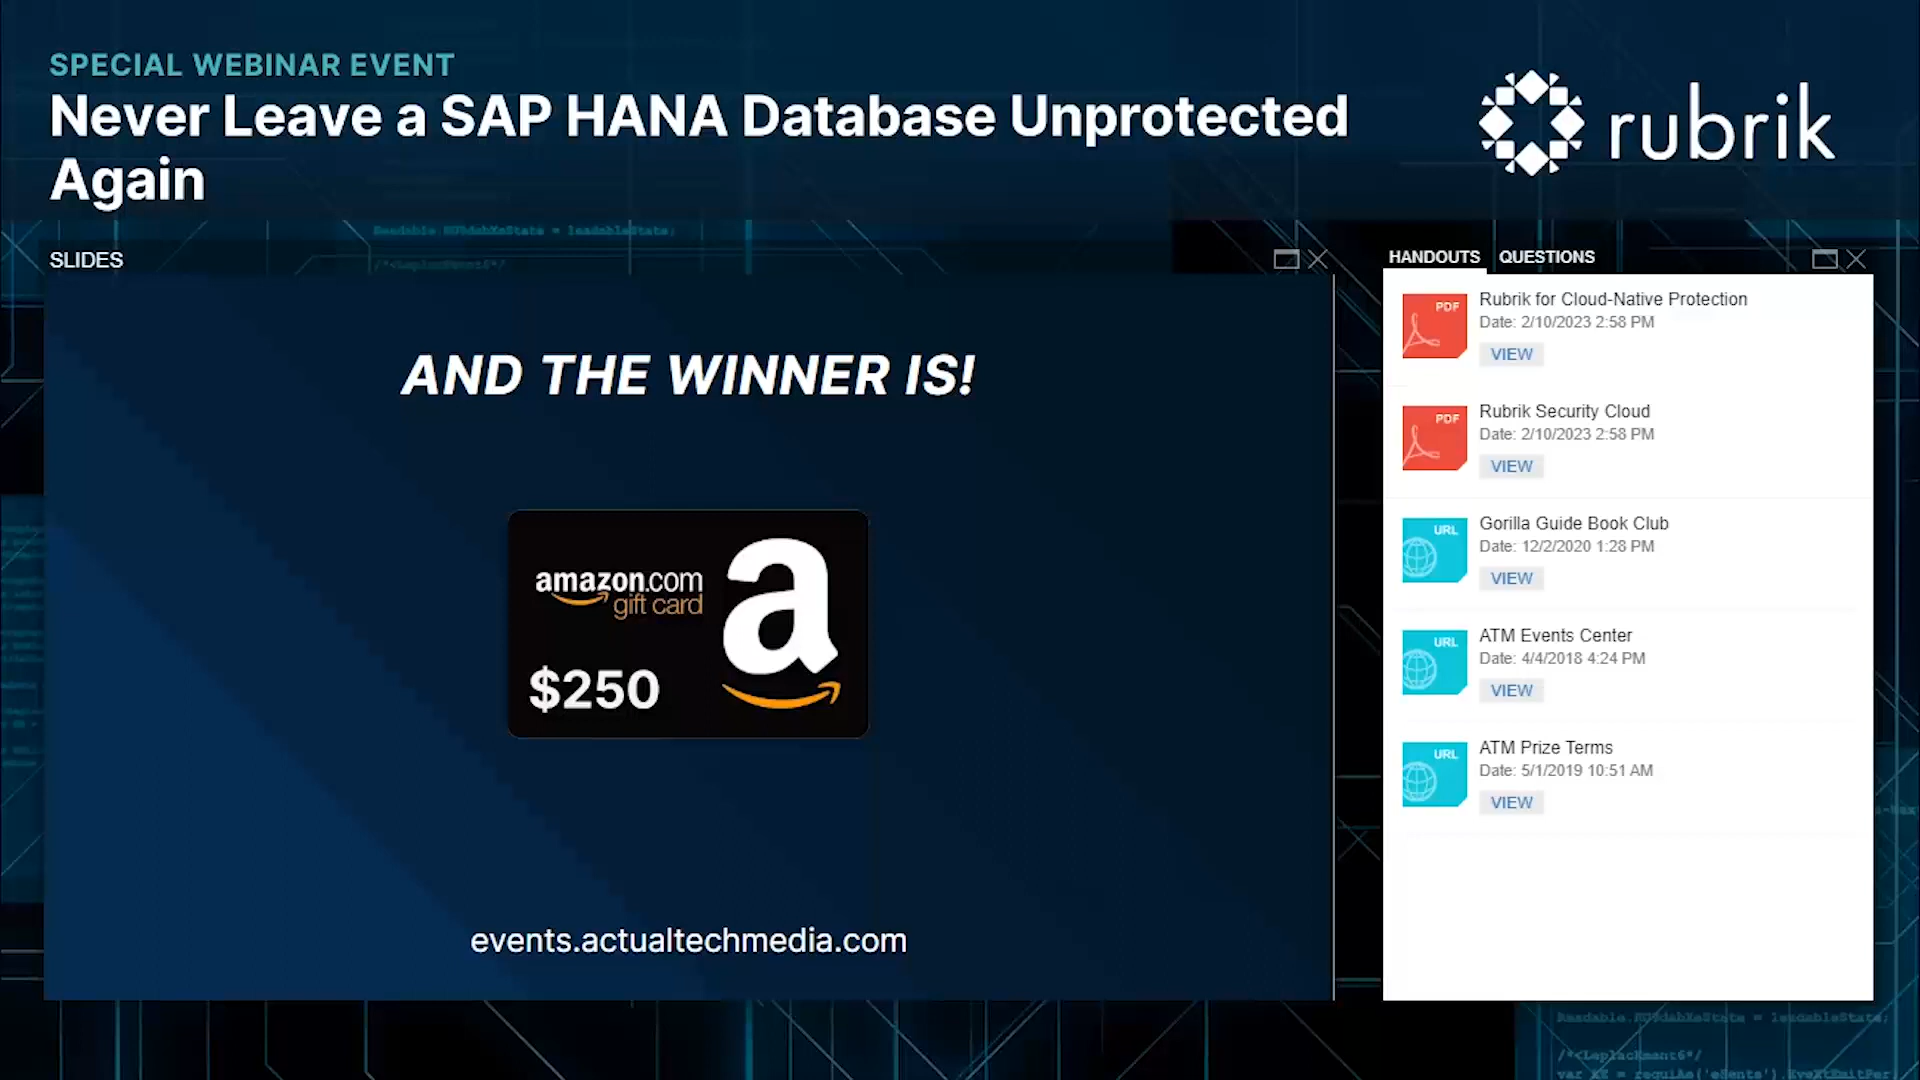 SPECIAL WEBINAR EVENT
Never Leave a SAP HANA Database Unprotected
Again
rubrik
SLIDES
AND THE WINNER IS!
amazon.com
gift card
a
$250
events.actualtechmedia.com
HANDOUTS QUESTIONS
PDF
Rubrik for Cloud-Native Protection
Date: 2/10/2023 2:58 PM
VIEW
PDF
Rubrik Security Cloud
Date: 2/10/2023 2:58 PM
VIEW
URL
Gorilla Guide Book Club
Date: 12/2/2020 1:28 PM
VIEW
URL
ATM Events Center
Date: 4/4/2018 4:24 PM
VIEW
URL
ATM Prize Terms
Date: 5/1/2019 10:51 AM
VIEW